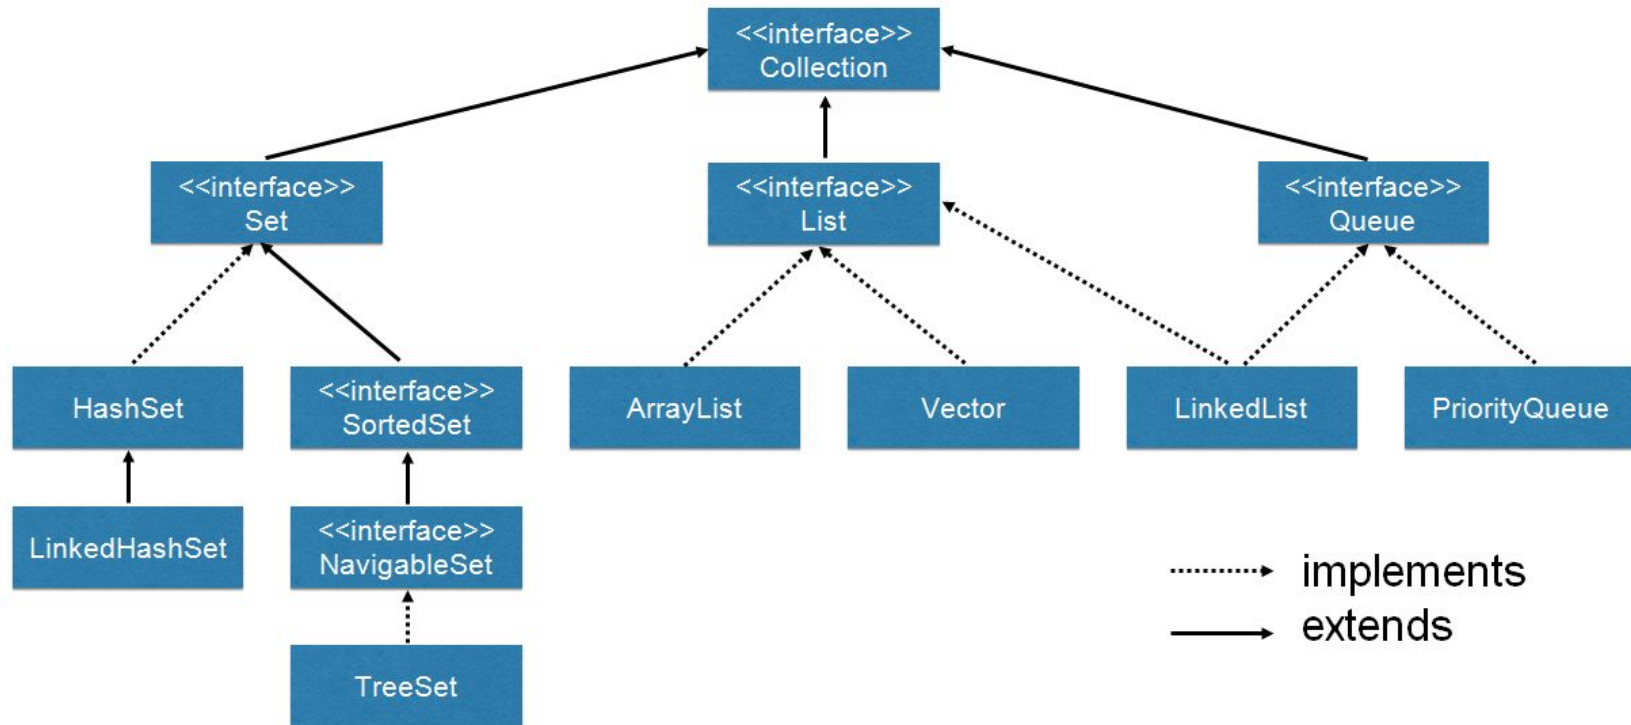 <<interface>>
Collection
<<interface>>
Set
<<interface>>
List
<<interface>>
Queue
HashSet
<<interface>>
SortedSet
ArrayList
Vector
LinkedList
PriorityQueue
LinkedHashSet
<<interface>>
NavigableSet
implements
extends
TreeSet